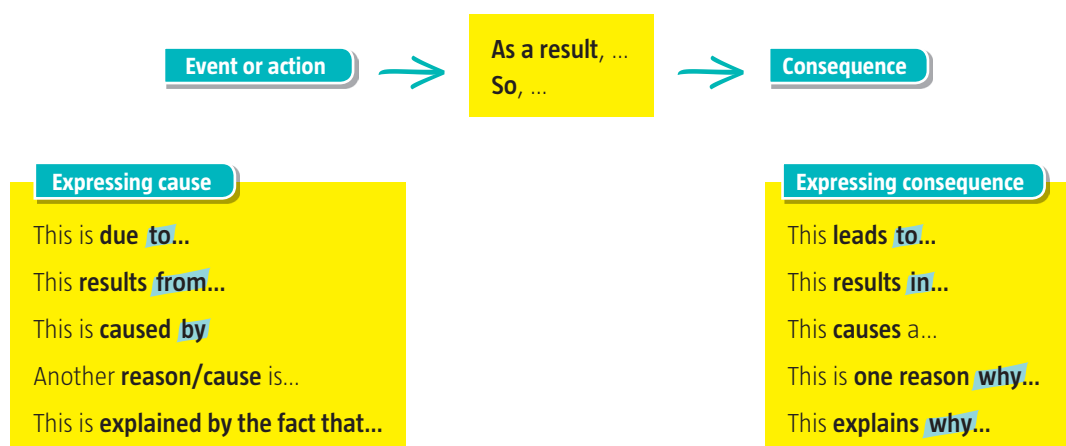 Event or action
As a result, ...
So, ...
Consequence
Expressing cause
This is due to...
This results from...
This is caused by
Another reason/cause is...
This is explained by the fact that...
Expressing consequence
This leads to...
This results in...
This causes a...
This is one reason why...
This explains why...